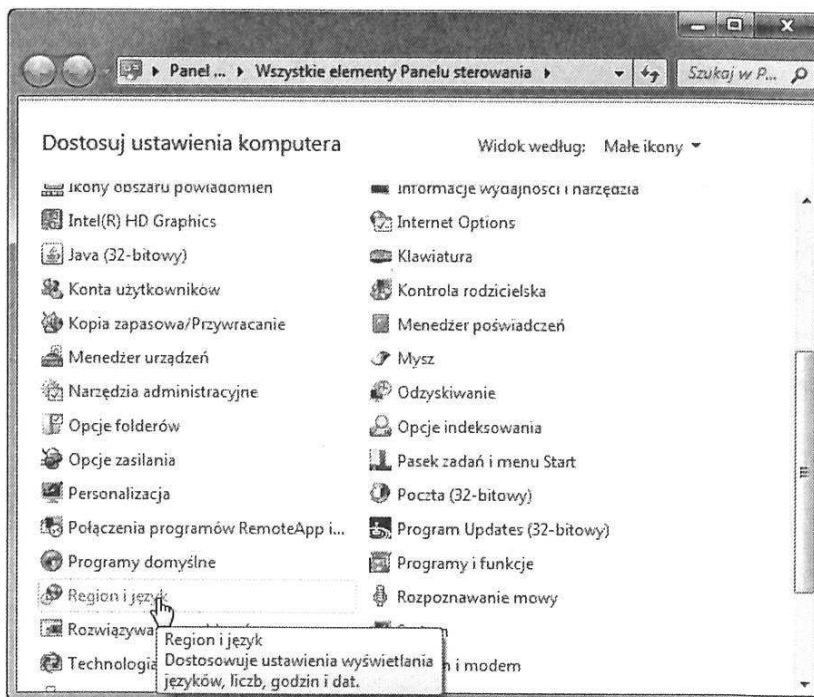 Panel ... ▸ Wszystkie elementy Panelu sterowania ▸
Szukaj w P...
Dostosuj ustawienia komputera
Widok według: Małe ikony
Ikony obszaru powiadomień
Informacje wydajności i narzędzia
Intel(R) HD Graphics
Internet Options
Java (32-bitowy)
Klawiatura
Konta użytkowników
Kontrola rodzicielska
Kopia zapasowa/Przywracanie
Menedżer poświadczeń
Menedżer urządzeń
Mysz
Narzędzia administracyjne
Odzyskiwanie
Opcje folderów
Opcje indeksowania
Opcje zasilania
Pasek zadań i menu Start
Personalizacja
Poczta (32-bitowy)
Połączenia programów RemoteApp i...
Program Updates (32-bitowy)
Programy domyślne
Programy i funkcje
Region i język
Rozpoznawanie mowy
Region i język
Dostosowuje ustawienia wyświetlania
języków, liczb, godzin i dat.
i modem